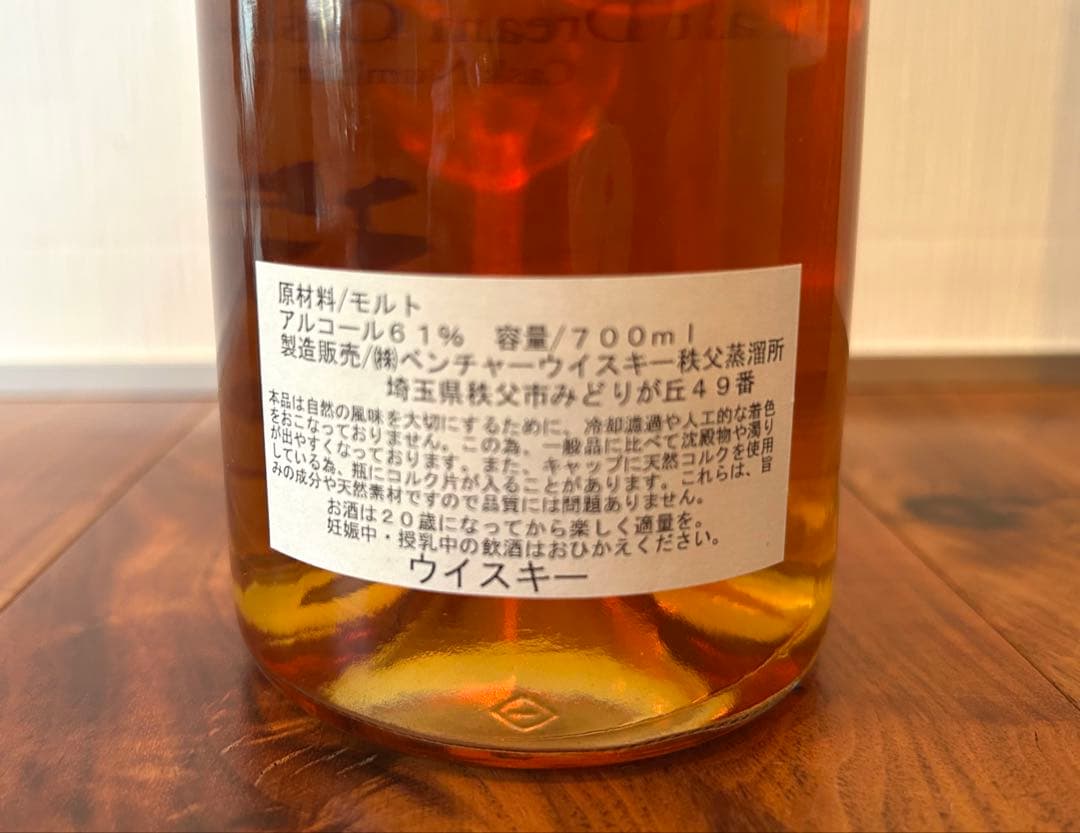 Dream
Cask Number
原材料/モルト
アルコール61% 容量/700ml
製造販売/㈱ベンチャーウイスキー秩父蒸溜所
埼玉県秩父市みどりが丘49番
本品は自然の風味を大切にするために、冷却濾過や人工的な着色
をおこなっておりません。この為、一般品に比べて沈殿物や濁り
が出やすくなっております。また、キャップに天然コルクを使用
している為、瓶にコルク片が入ることがあります。これらは、旨
みの成分や天然素材ですので品質には問題ありません。
お酒は20歳になってから楽しく適量を。
妊娠中・授乳中の飲酒はおひかえください。
ウイスキー